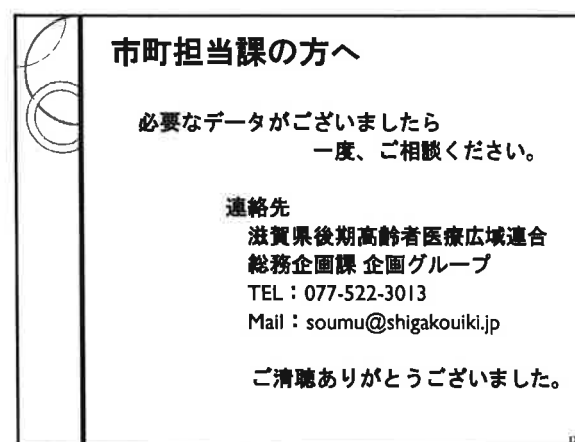 市町担当課の方へ
必要なデータがございましたら
一度、ご相談ください。
連絡先
滋賀県後期高齢者医療広域連合
総務企画課 企画グループ
TEL：077-522-3013
Mail：soumu@shigakouiki.jp
ご清聴ありがとうございました。